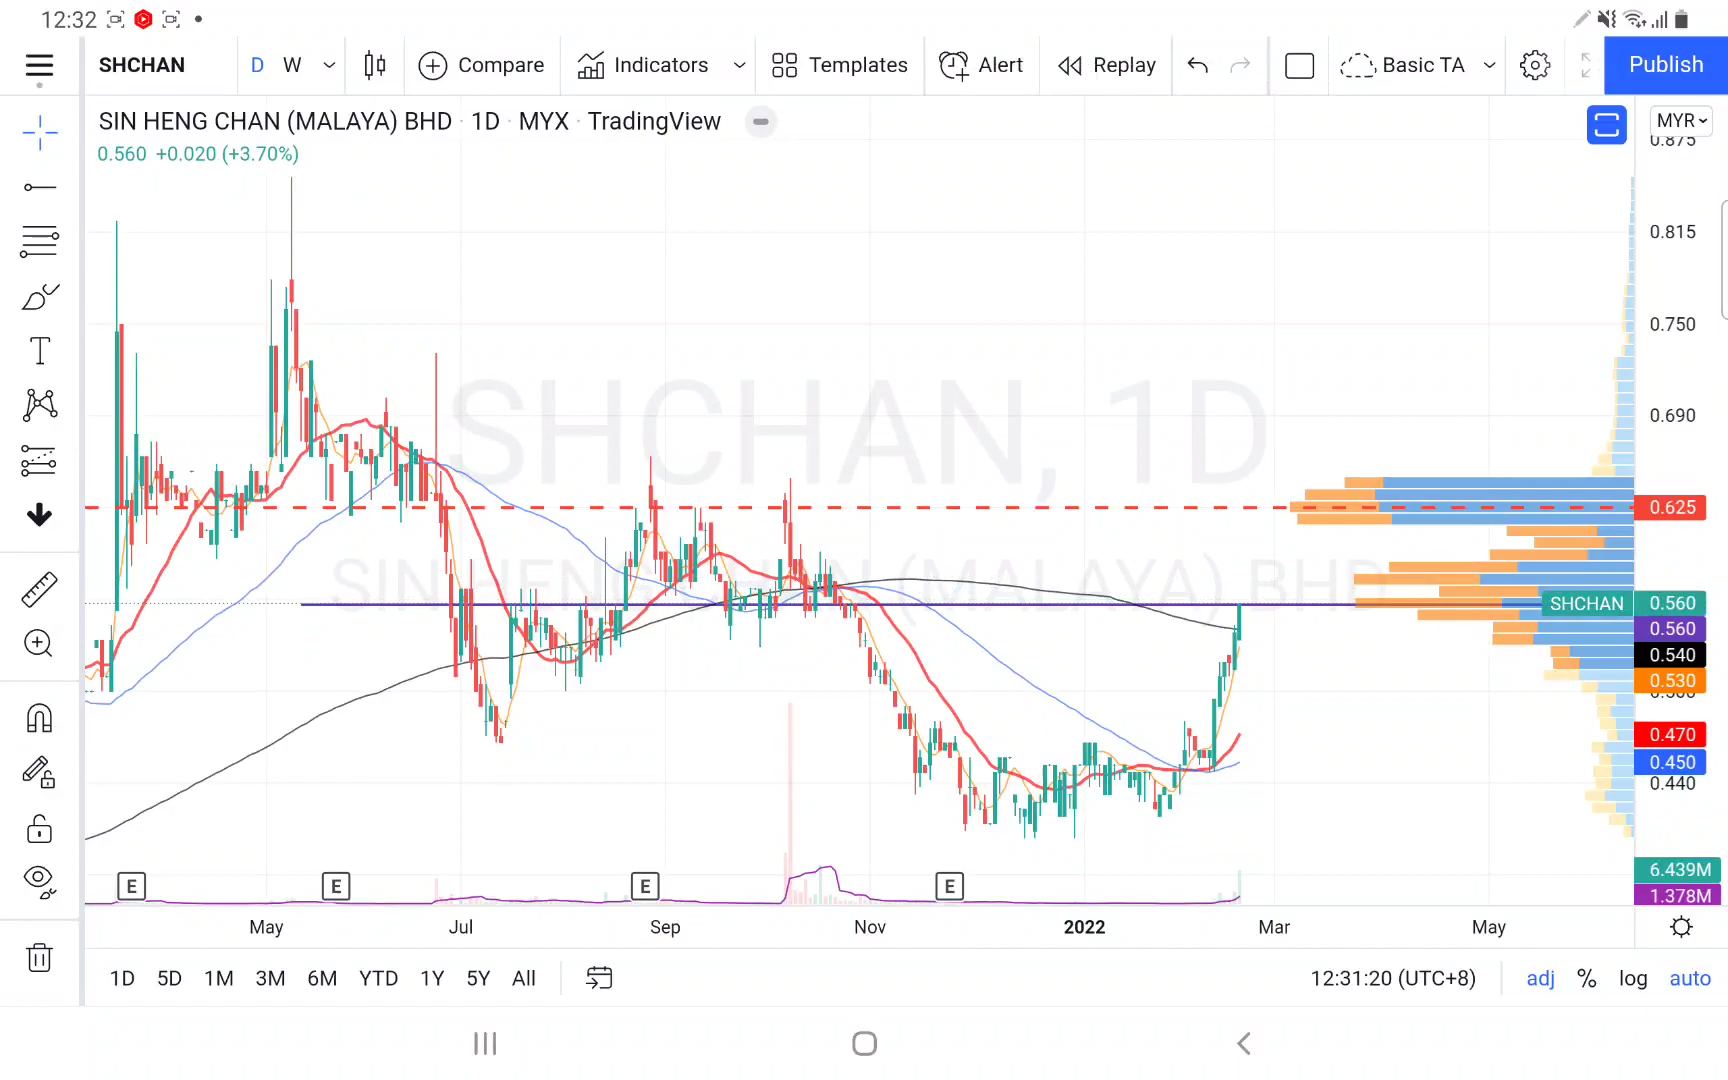 12:32
SHCHAN D W Compare Indicators Templates Alert Replay Basic TA Publish
SIN HENG CHAN (MALAYA) BHD · 1D · MYX · TradingView
MYR
0.560 +0.020 (+3.70%)
0.875
0.815
0.750
0.690
SHCHAN, 1D
0.625
SIN HENG CHAN (MALAYA) BHD
SHCHAN 0.560
0.560
0.540
0.530
0.500
0.470
0.450
0.440
6.439M
E E E E
1.378M
May Jul Sep Nov 2022 Mar May
1D 5D 1M 3M 6M YTD 1Y 5Y All 12:31:20 (UTC+8) adj % log auto